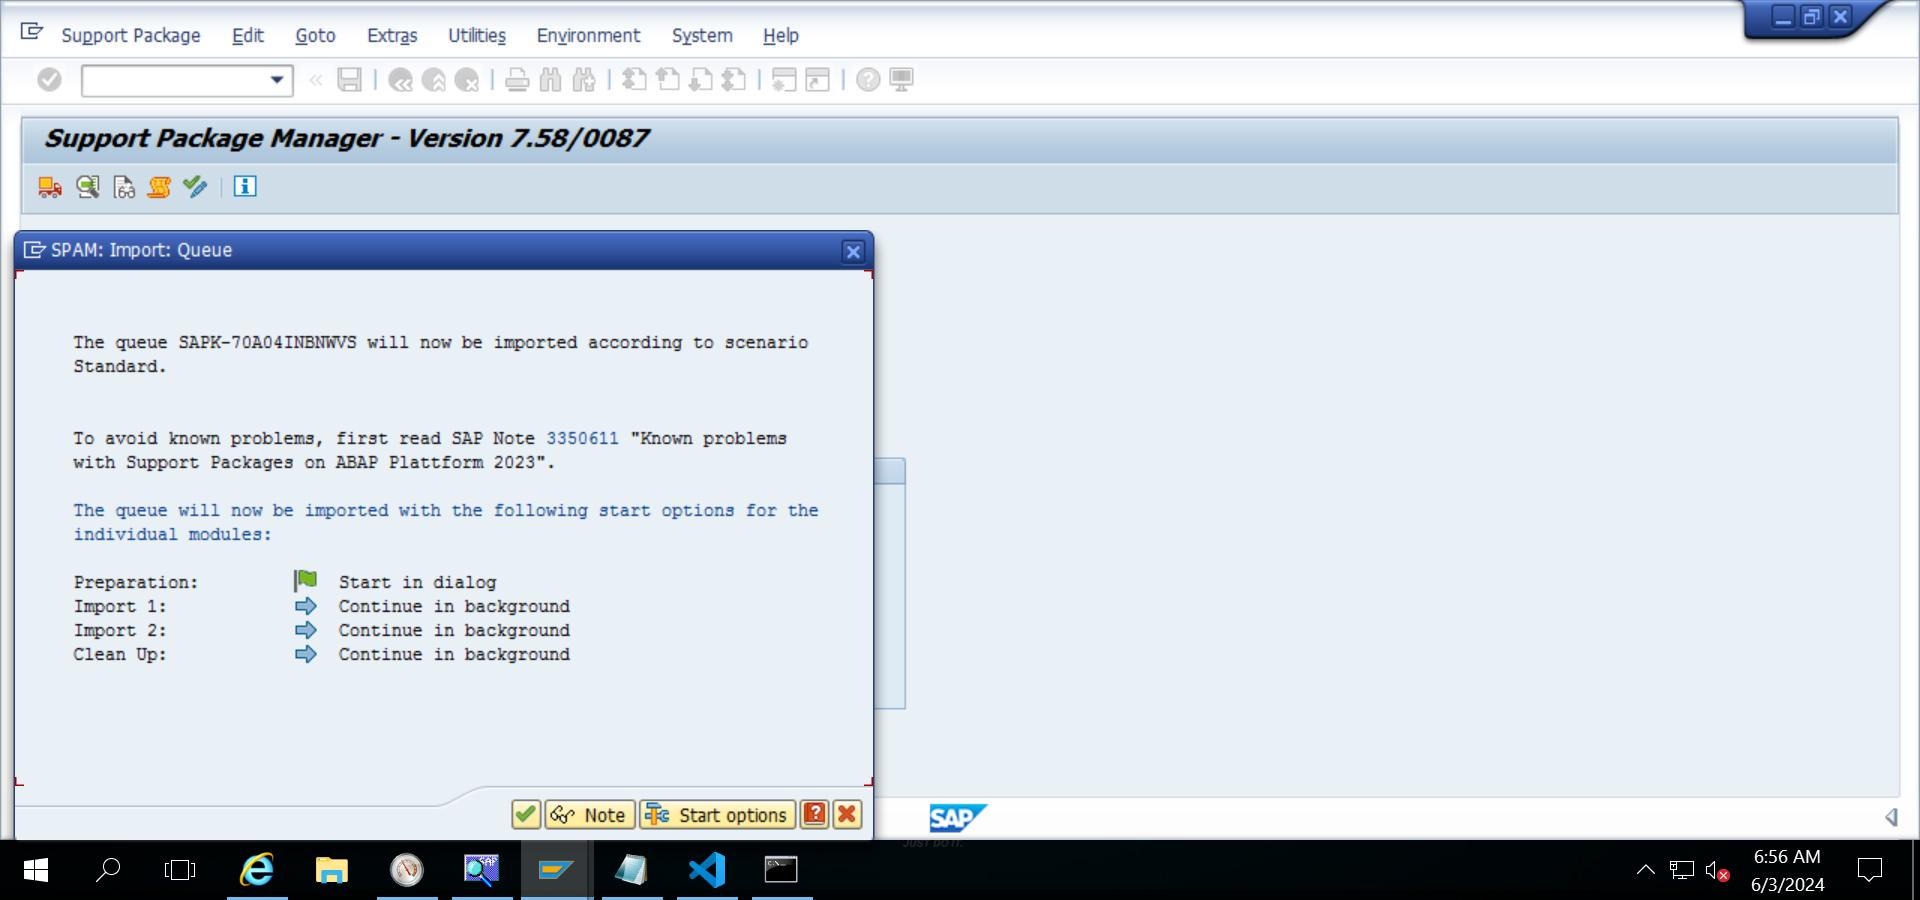 Support Package Edit Goto Extras Utilities Environment System Help
Support Package Manager - Version 7.58/0087
SPAM: Import: Queue
The queue SAPK-70A04INBNWVS will now be imported according to scenario
Standard.
To avoid known problems, first read SAP Note 3350611 "Known problems
with Support Packages on ABAP Plattform 2023".
The queue will now be imported with the following start options for the
individual modules:
Preparation: Start in dialog
Import 1: Continue in background
Import 2: Continue in background
Clean Up: Continue in background
Note Start options
SAP
JUST DO IT.
SAP
6:56 AM
6/3/2024